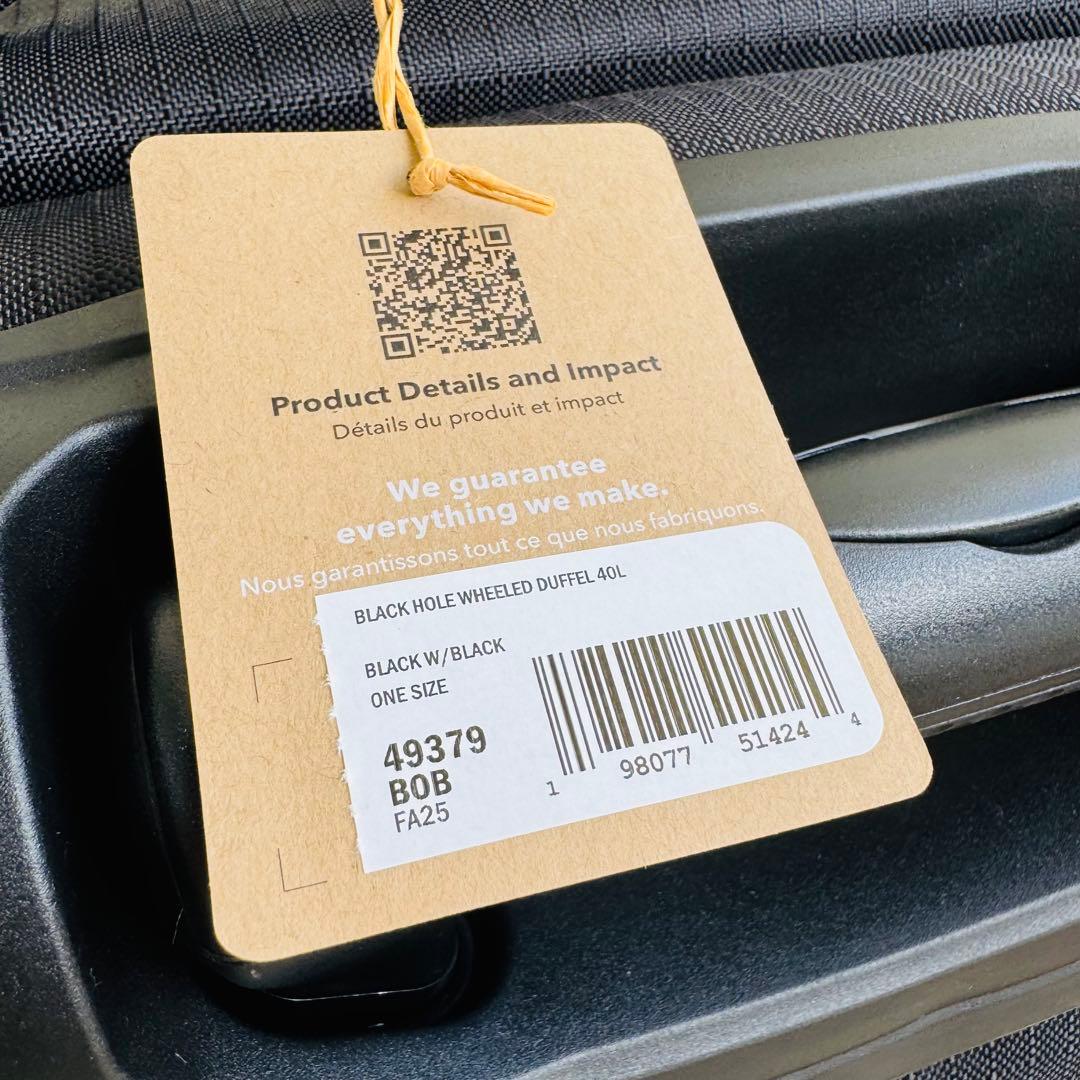 Product Details and Impact
Détails du produit et impact
We guarantee
everything we make.
Nous garantissons tout ce que nous fabriquons.
BLACK HOLE WHEELED DUFFEL 40L
BLACK W/BLACK
ONE SIZE
49379
BOB
FA25
1 98077 51424 4